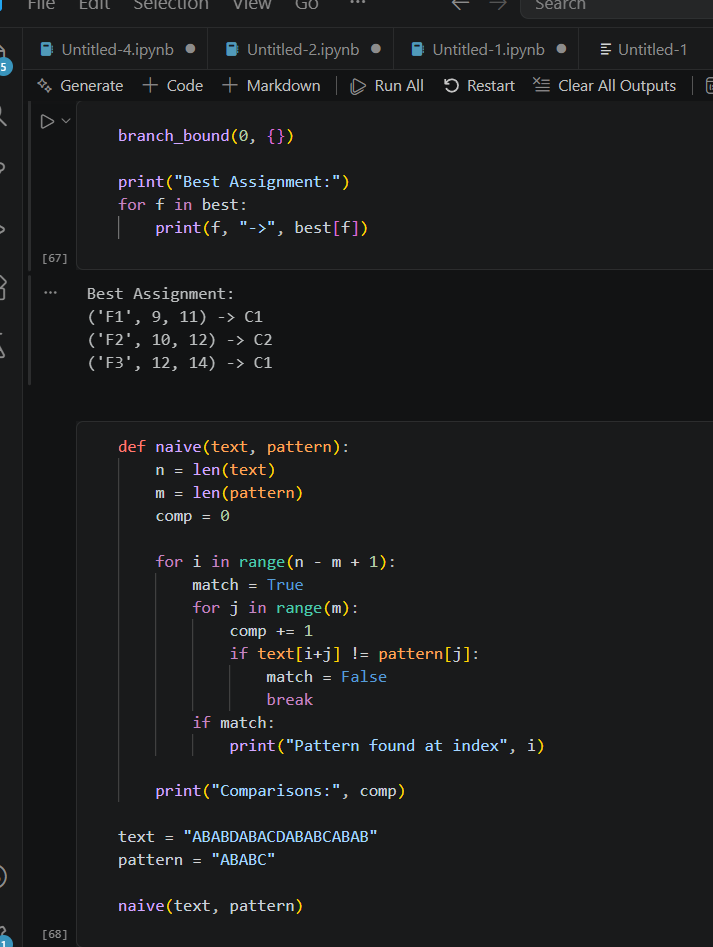 File Edit Selection View Go ... ← → Search
Untitled-4.ipynb Untitled-2.ipynb Untitled-1.ipynb Untitled-1
5
Generate + Code + Markdown Run All Restart Clear All Outputs
branch_bound(0, {})
print("Best Assignment:")
for f in best:
    print(f, "->", best[f])
[67]
... Best Assignment:
('F1', 9, 11) -> C1
('F2', 10, 12) -> C2
('F3', 12, 14) -> C1
def naive(text, pattern):
    n = len(text)
    m = len(pattern)
    comp = 0
    for i in range(n - m + 1):
        match = True
        for j in range(m):
            comp += 1
            if text[i+j] != pattern[j]:
                match = False
                break
        if match:
            print("Pattern found at index", i)
    print("Comparisons:", comp)
text = "ABABDABACDABABCABAB"
pattern = "ABABC"
naive(text, pattern)
[68]
1